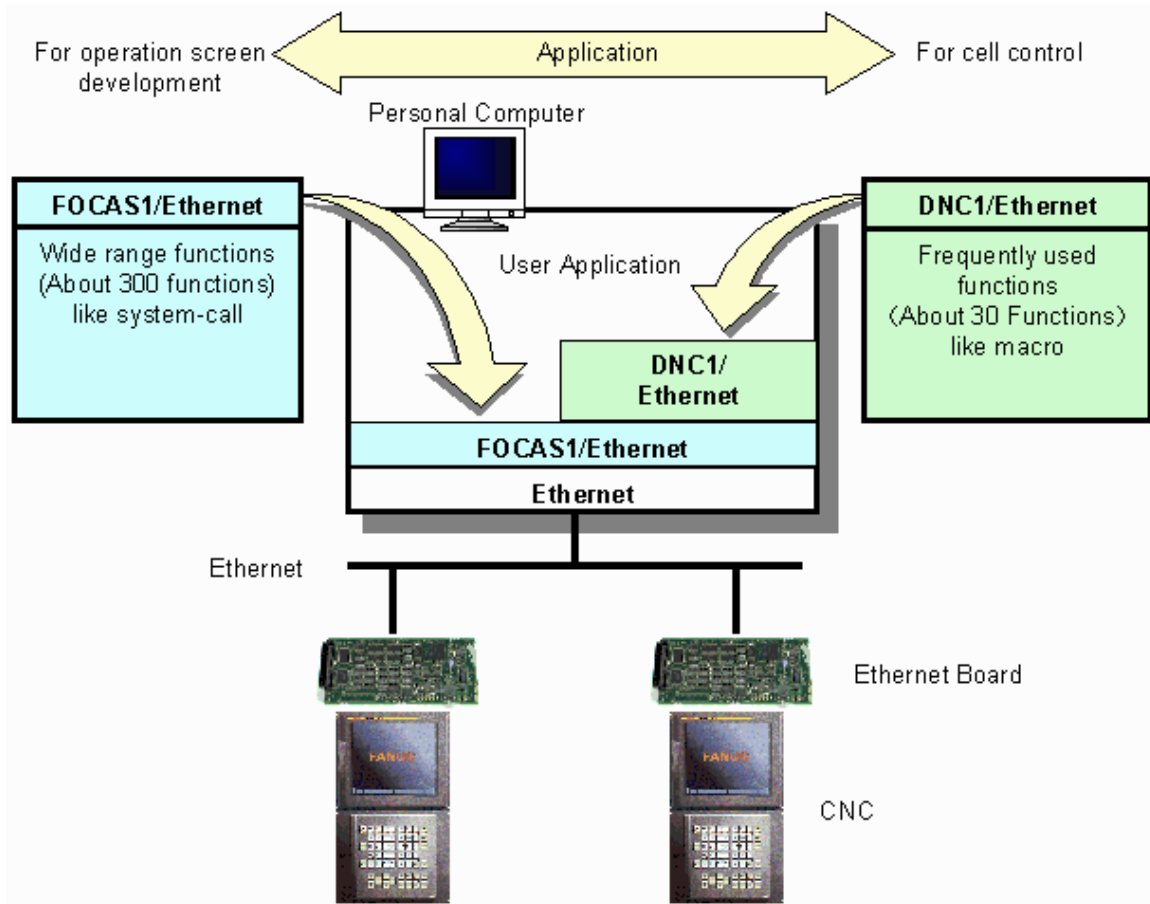 For operation screen
development
Application
For cell control
Personal Computer
FOCAS1/Ethernet
Wide range functions
(About 300 functions)
like system-call
DNC1/Ethernet
Frequently used
functions
(About 30 Functions)
like macro
User Application
DNC1/
Ethernet
FOCAS1/Ethernet
Ethernet
Ethernet
Ethernet Board
FANUC
FANUC
CNC